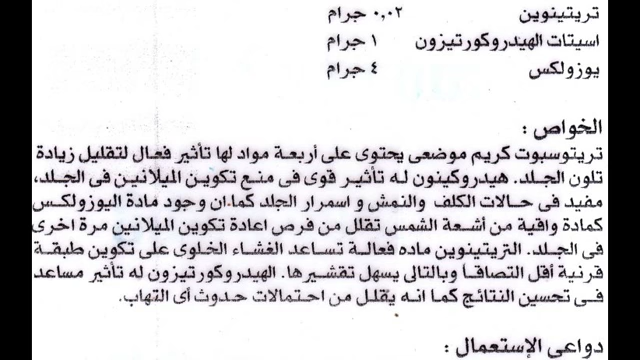 تريتينوين ٠,٠٢ جرام
اسيتات الهيدروكورتيزون ١ جرام
يوزولكس ٤ جرام
الخواص :
تريتوسبوت كريم موضعى يحتوى على أربعة مواد لها تأثير فعال لتقليل زيادة
تلون الجلد. هيدروكينون له تأثير قوى فى منع تكوين الميلانين فى الجلد،
مفيد فى حالات الكلف والنمش و اسمرار الجلد كما ان وجود مادة اليوزولكس
كمادة واقية من أشعة الشمس تقلل من فرص اعادة تكوين الميلانين مرة اخرى
فى الجلد. التريتينوين ماده فعالة تساعد الغشاء الخلوى على تكوين طبقة
قرنية أقل التصاقاً وبالتالى يسهل تقشيرها. الهيدروكورتيزون له تأثير مساعد
فى تحسين النتائج كما انه يقلل من احتمالات حدوث أى التهاب.
دواعى الإستعمال :